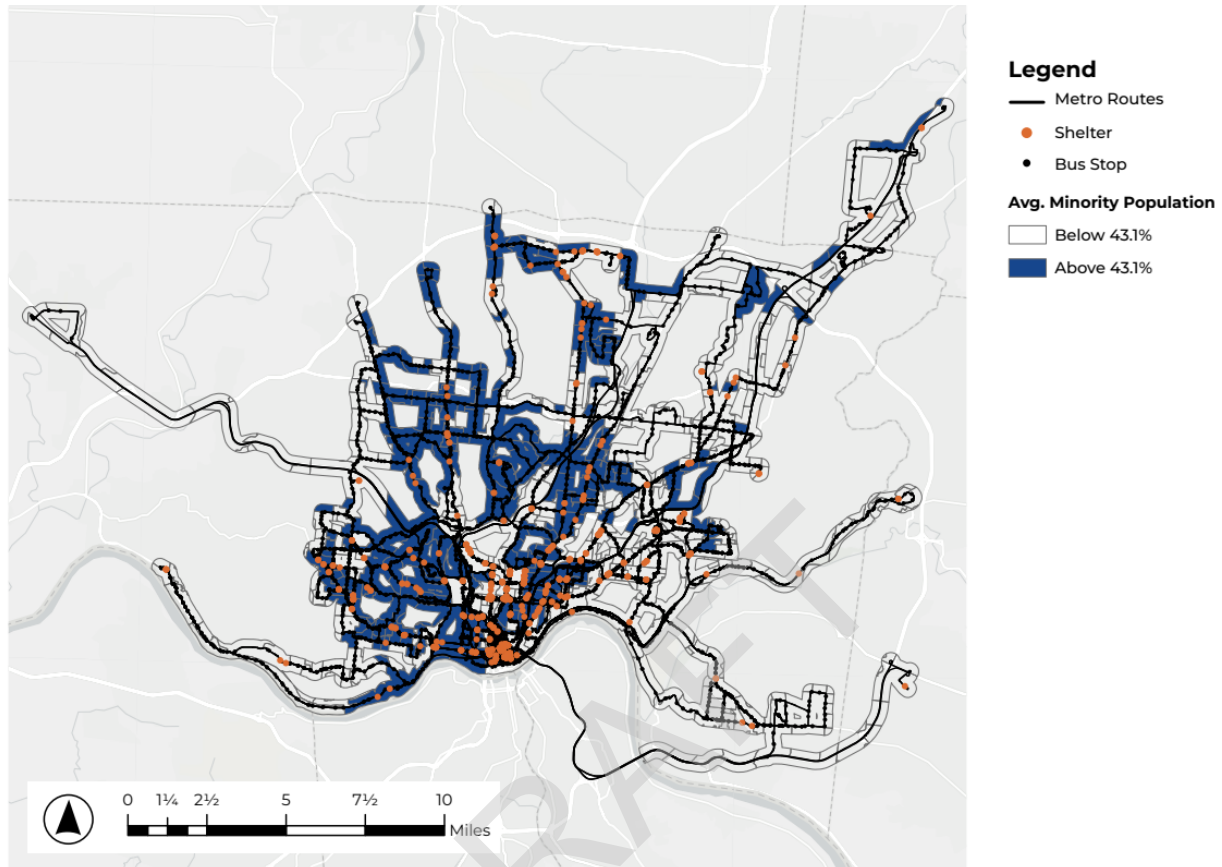 Legend
Metro Routes
Shelter
Bus Stop
Avg. Minority Population
Below 43.1%
Above 43.1%
0 1¼ 2½ 5 7½ 10
Miles
DRAFT